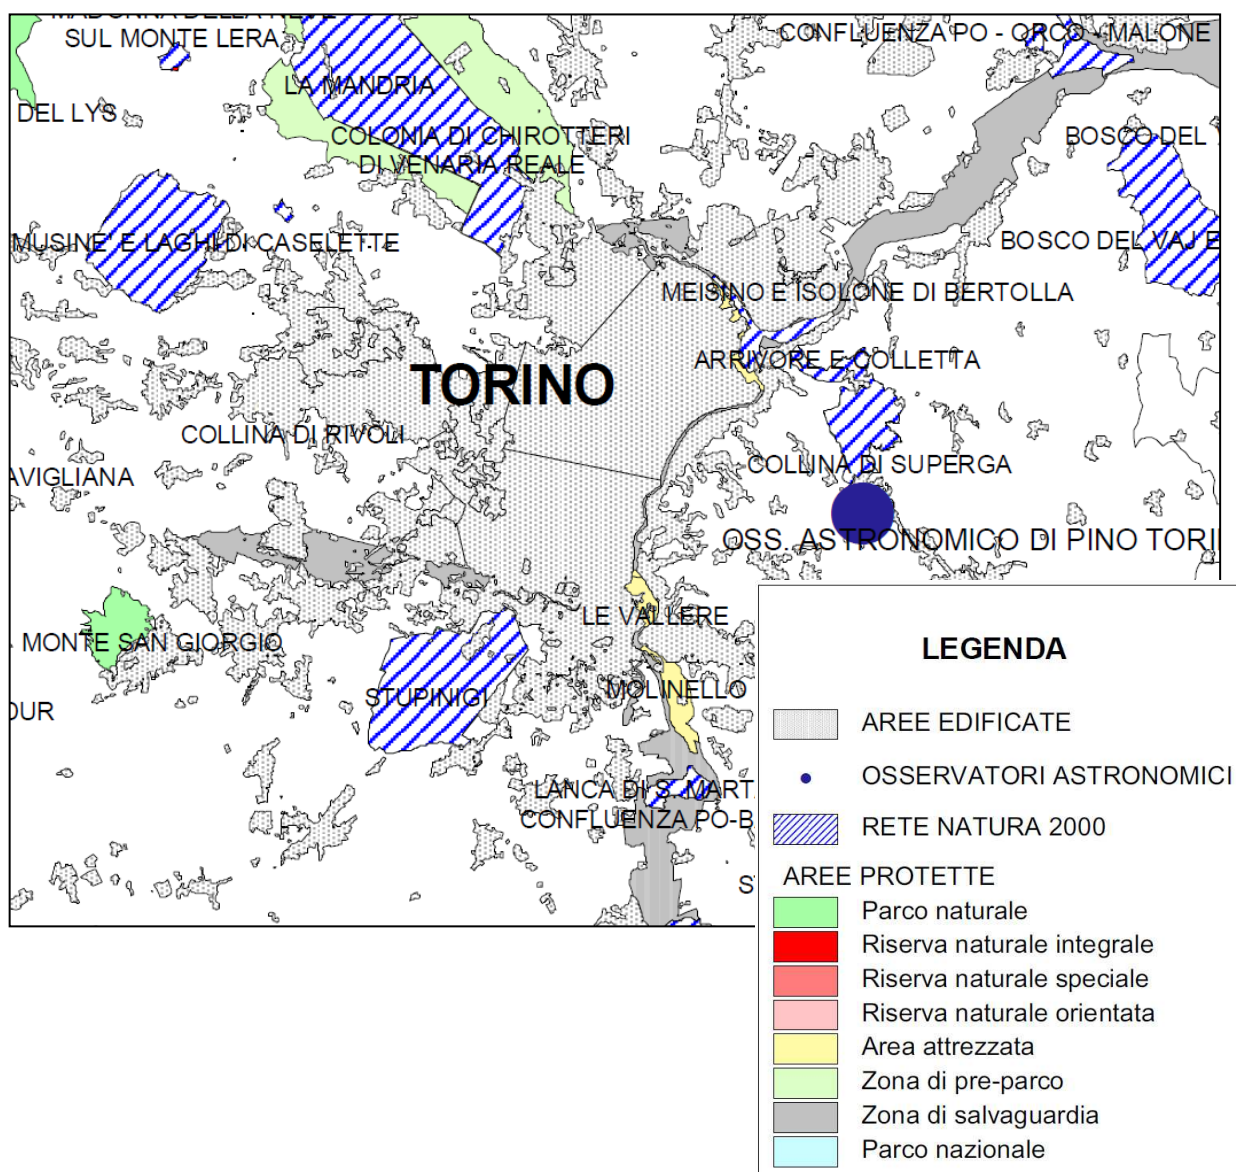 MADONNA DELLA NEVE
SUL MONTE LERA
CONFLUENZA PO - ORCO - MALONE
LA MANDRIA
DEL LYS
COLONIA DI CHIROTTERI
DI VENARIA REALE
BOSCO DEL
MUSINE' E LAGHI DI CASELETTE
BOSCO DEL VAJ E
MEISINO E ISOLONE DI BERTOLLA
ARRIVORE E COLLETTA
TORINO
COLLINA DI RIVOLI
COLLINA DI SUPERGA
AVIGLIANA
OSS. ASTRONOMICO DI PINO TORI
LE VALLERE
MONTE SAN GIORGIO
MOLINELLO
STUPINIGI
OUR
LANCA DI S. MART
CONFLUENZA PO-B
S
LEGENDA
AREE EDIFICATE
OSSERVATORI ASTRONOMICI
RETE NATURA 2000
AREE PROTETTE
Parco naturale
Riserva naturale integrale
Riserva naturale speciale
Riserva naturale orientata
Area attrezzata
Zona di pre-parco
Zona di salvaguardia
Parco nazionale